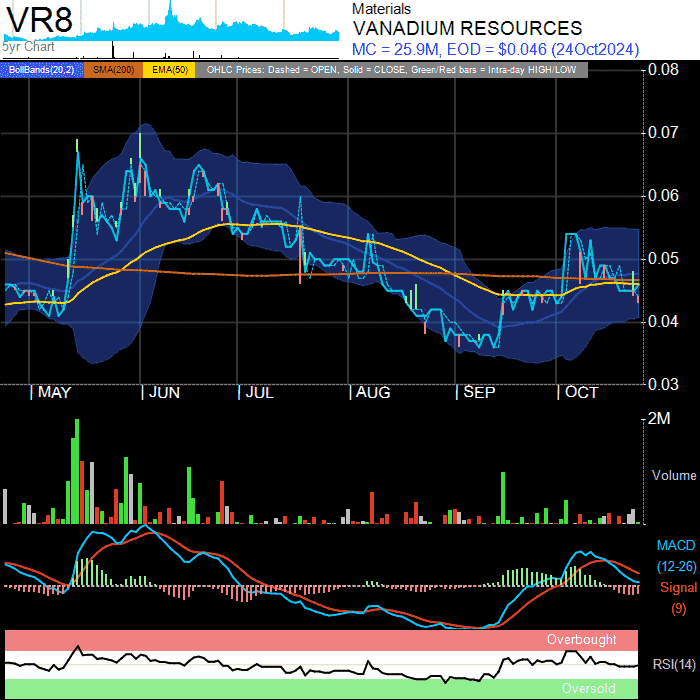 VR8
5yr Chart
Materials
VANADIUM RESOURCES
MC = 25.9M, EOD = $0.046 (24Oct2024)
BollBands(20,2) SMA(200) EMA(50) OHLC Prices: Dashed = OPEN, Solid = CLOSE, Green/Red bars = Intra-day HIGH/LOW
0.08
0.07
0.06
0.05
0.04
0.03
MAY JUN JUL AUG SEP OCT
2M
Volume
MACD
(12-26)
Signal
(9)
Overbought
RSI(14)
Oversold